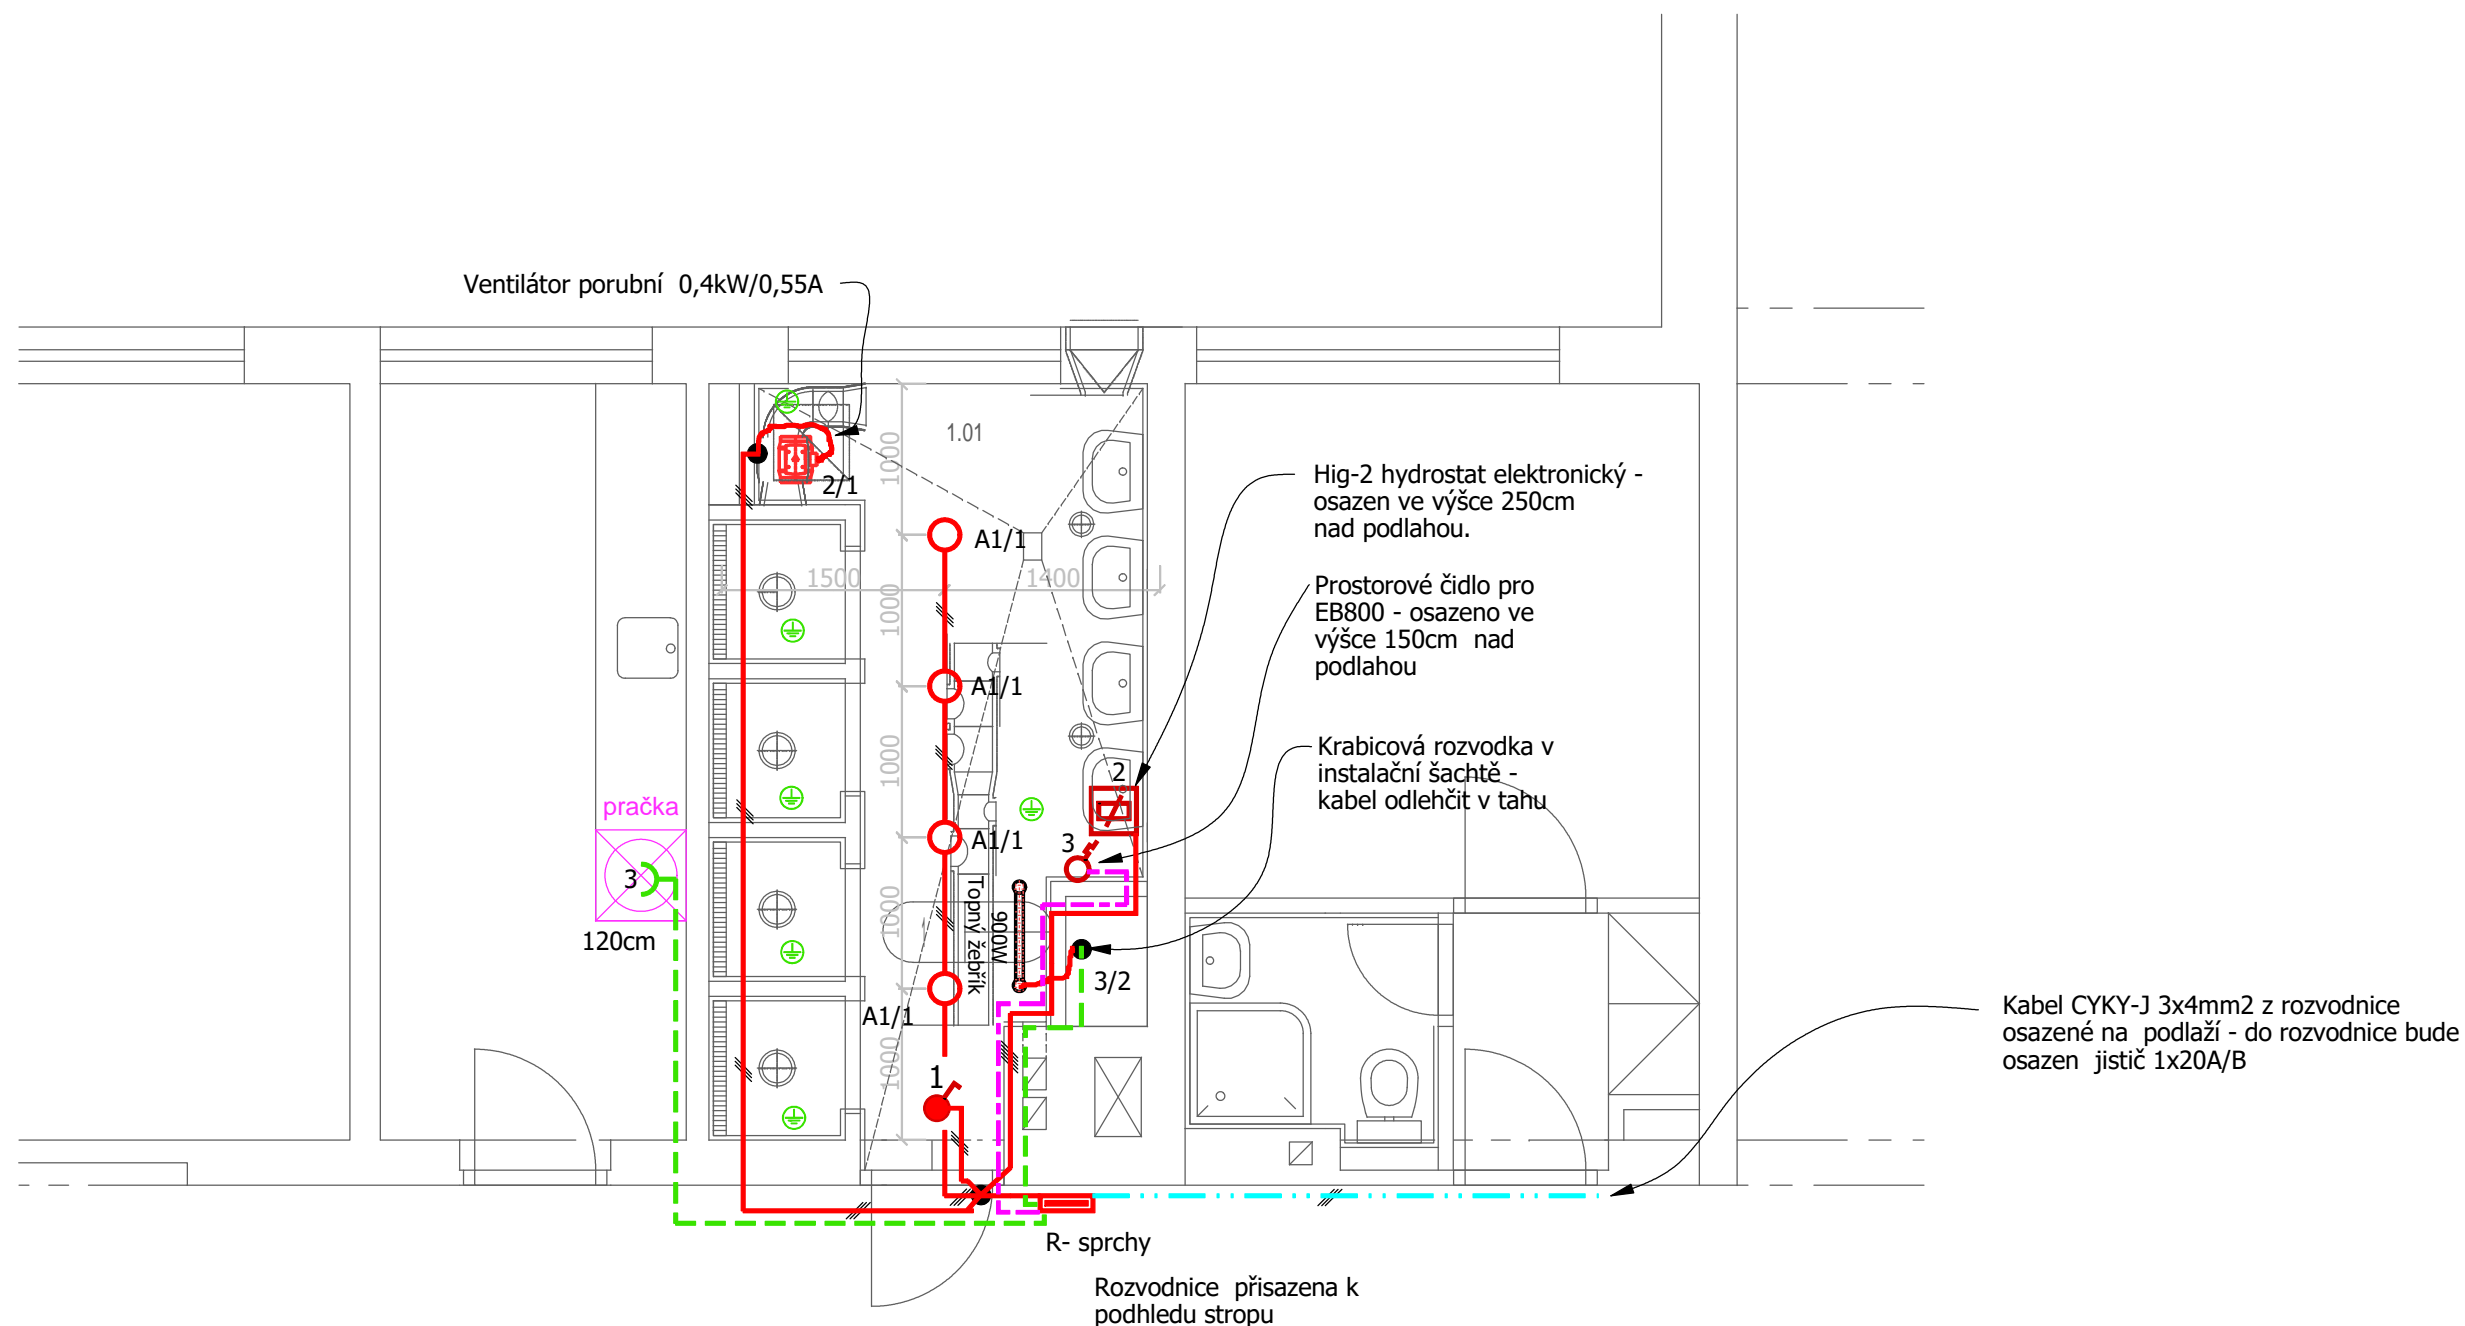 Ventilátor porubní  0,4kW/0,55A
1.01
1000
2/1
Hig-2 hydrostat elektronický -
osazen ve výšce 250cm
nad podlahou.
A1/1
1500
1400
1000
Prostorové čidlo pro
EB800 - osazeno ve
výšce 150cm  nad
podlahou
A1/1
1000
Krabicová rozvodka v
instalační šachtě -
kabel odlehčit v tahu
2
pračka
A1/1
3
3
120cm
1000
Topný žebřík
900W
3/2
A1/1
1000
1
Kabel CYKY-J 3x4mm2 z rozvodnice
osazené na  podlaží - do rozvodnice bude
osazen  jistič 1x20A/B
R- sprchy
Rozvodnice  přisazena k
podhledu stropu